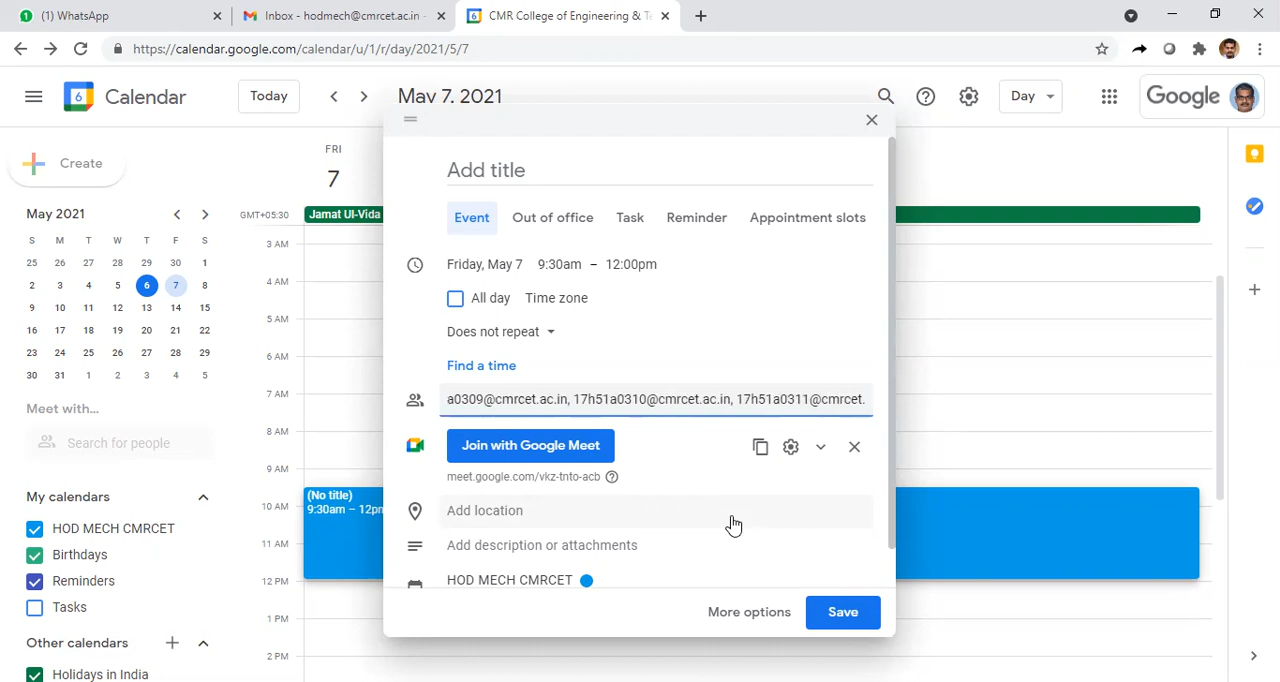 (1) WhatsApp
Inbox - hodmech@cmrcet.ac.in -
CMR College of Engineering & Te
https://calendar.google.com/calendar/u/1/r/day/2021/5/7
6
Calendar
Today
May 7, 2021
Day
Google
Create
FRI
7
May 2021
S M T W T F S
25 26 27 28 29 30 1
2 3 4 5 6 7 8
9 10 11 12 13 14 15
16 17 18 19 20 21 22
23 24 25 26 27 28 29
30 31 1 2 3 4 5
Meet with...
Search for people
My calendars
HOD MECH CMRCET
Birthdays
Reminders
Tasks
Other calendars
Holidays in India
GMT+05:30
Jamat Ul-Vida
3 AM
4 AM
5 AM
6 AM
7 AM
8 AM
9 AM
10 AM
11 AM
12 PM
1 PM
2 PM
(No title)
9:30am – 12pm
Add title
Event
Out of office
Task
Reminder
Appointment slots
Friday, May 7 9:30am – 12:00pm
All day Time zone
Does not repeat
Find a time
a0309@cmrcet.ac.in, 17h51a0310@cmrcet.ac.in, 17h51a0311@cmrcet.
Join with Google Meet
meet.google.com/vkz-tnto-acb
Add location
Add description or attachments
HOD MECH CMRCET
More options
Save